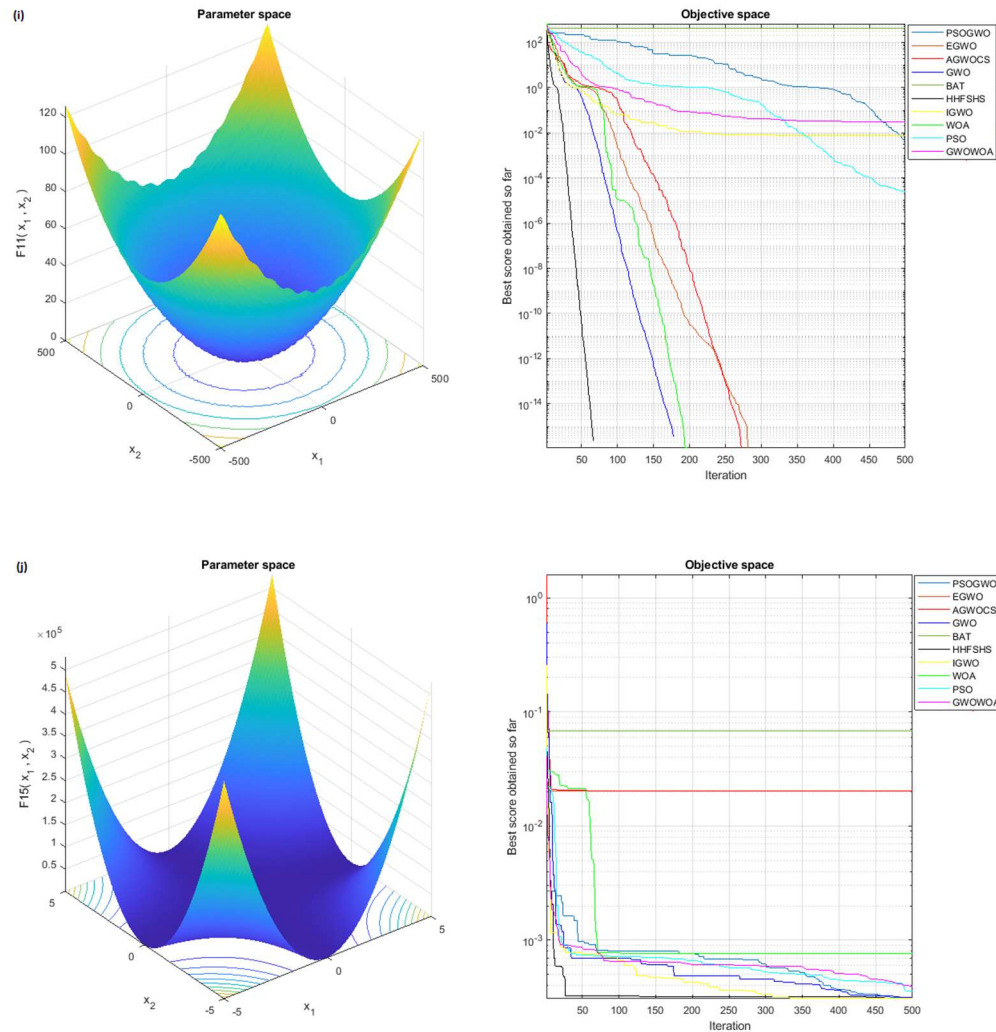 (i)
Parameter space
120
100
80
60
40
20
0
F11( x1 , x2 )
500
0
-500
x2
-500
0
500
x1
Objective space
10^2
10^0
10^-2
10^-4
10^-6
10^-8
10^-10
10^-12
10^-14
Best score obtained so far
50 100 150 200 250 300 350 400 450 500
Iteration
PSOGWO
EGWO
AGWOCS
GWO
BAT
HHFSHS
IGWO
WOA
PSO
GWOWOA
(j)
Parameter space
× 10^5
5
4.5
4
3.5
3
2.5
2
1.5
1
0.5
F15( x1 , x2 )
5
0
-5
x2
-5
0
5
x1
Objective space
10^0
10^-1
10^-2
10^-3
Best score obtained so far
50 100 150 200 250 300 350 400 450 500
Iteration
PSOGWO
EGWO
AGWOCS
GWO
BAT
HHFSHS
IGWO
WOA
PSO
GWOWOA